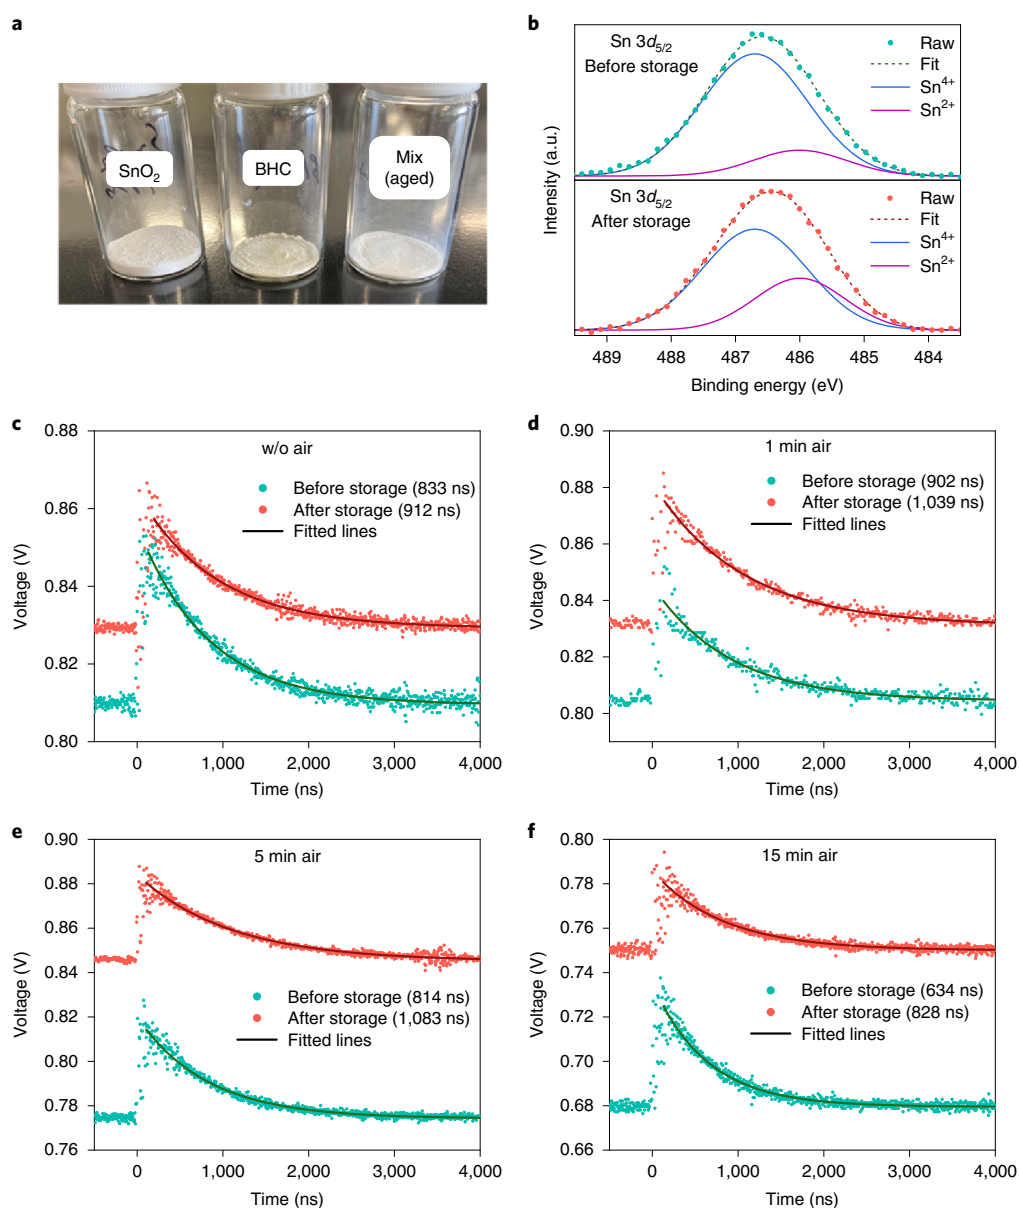 a
SnO2
BHC
Mix
(aged)
b
Sn 3d5/2
Before storage
Raw
Fit
Sn4+
Sn2+
Sn 3d5/2
After storage
Raw
Fit
Sn4+
Sn2+
Intensity (a.u.)
489 488 487 486 485 484
Binding energy (eV)
c
w/o air
Before storage (833 ns)
After storage (912 ns)
Fitted lines
0.88
0.86
0.84
0.82
0.80
Voltage (V)
0 1,000 2,000 3,000 4,000
Time (ns)
d
1 min air
Before storage (902 ns)
After storage (1,039 ns)
Fitted lines
0.90
0.88
0.86
0.84
0.82
0.80
Voltage (V)
0 1,000 2,000 3,000 4,000
Time (ns)
e
5 min air
Before storage (814 ns)
After storage (1,083 ns)
Fitted lines
0.90
0.88
0.84
0.80
0.78
0.76
Voltage (V)
0 1,000 2,000 3,000 4,000
Time (ns)
f
15 min air
Before storage (634 ns)
After storage (828 ns)
Fitted lines
0.80
0.78
0.74
0.72
0.70
0.68
0.66
Voltage (V)
0 1,000 2,000 3,000 4,000
Time (ns)